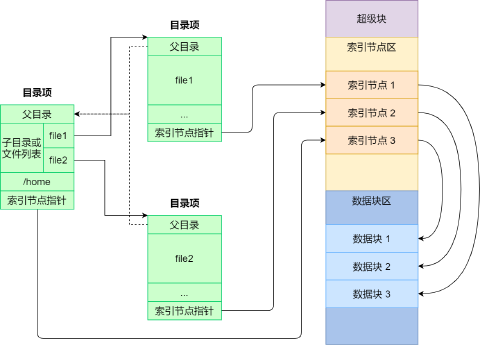 目录项
父目录
子目录或
文件列表
file1
file2
/home
索引节点指针
目录项
父目录
file1
...
索引节点指针
目录项
父目录
file2
...
索引节点指针
超级块
索引节点区
索引节点 1
索引节点 2
索引节点 3
数据块区
数据块 1
数据块 2
数据块 3